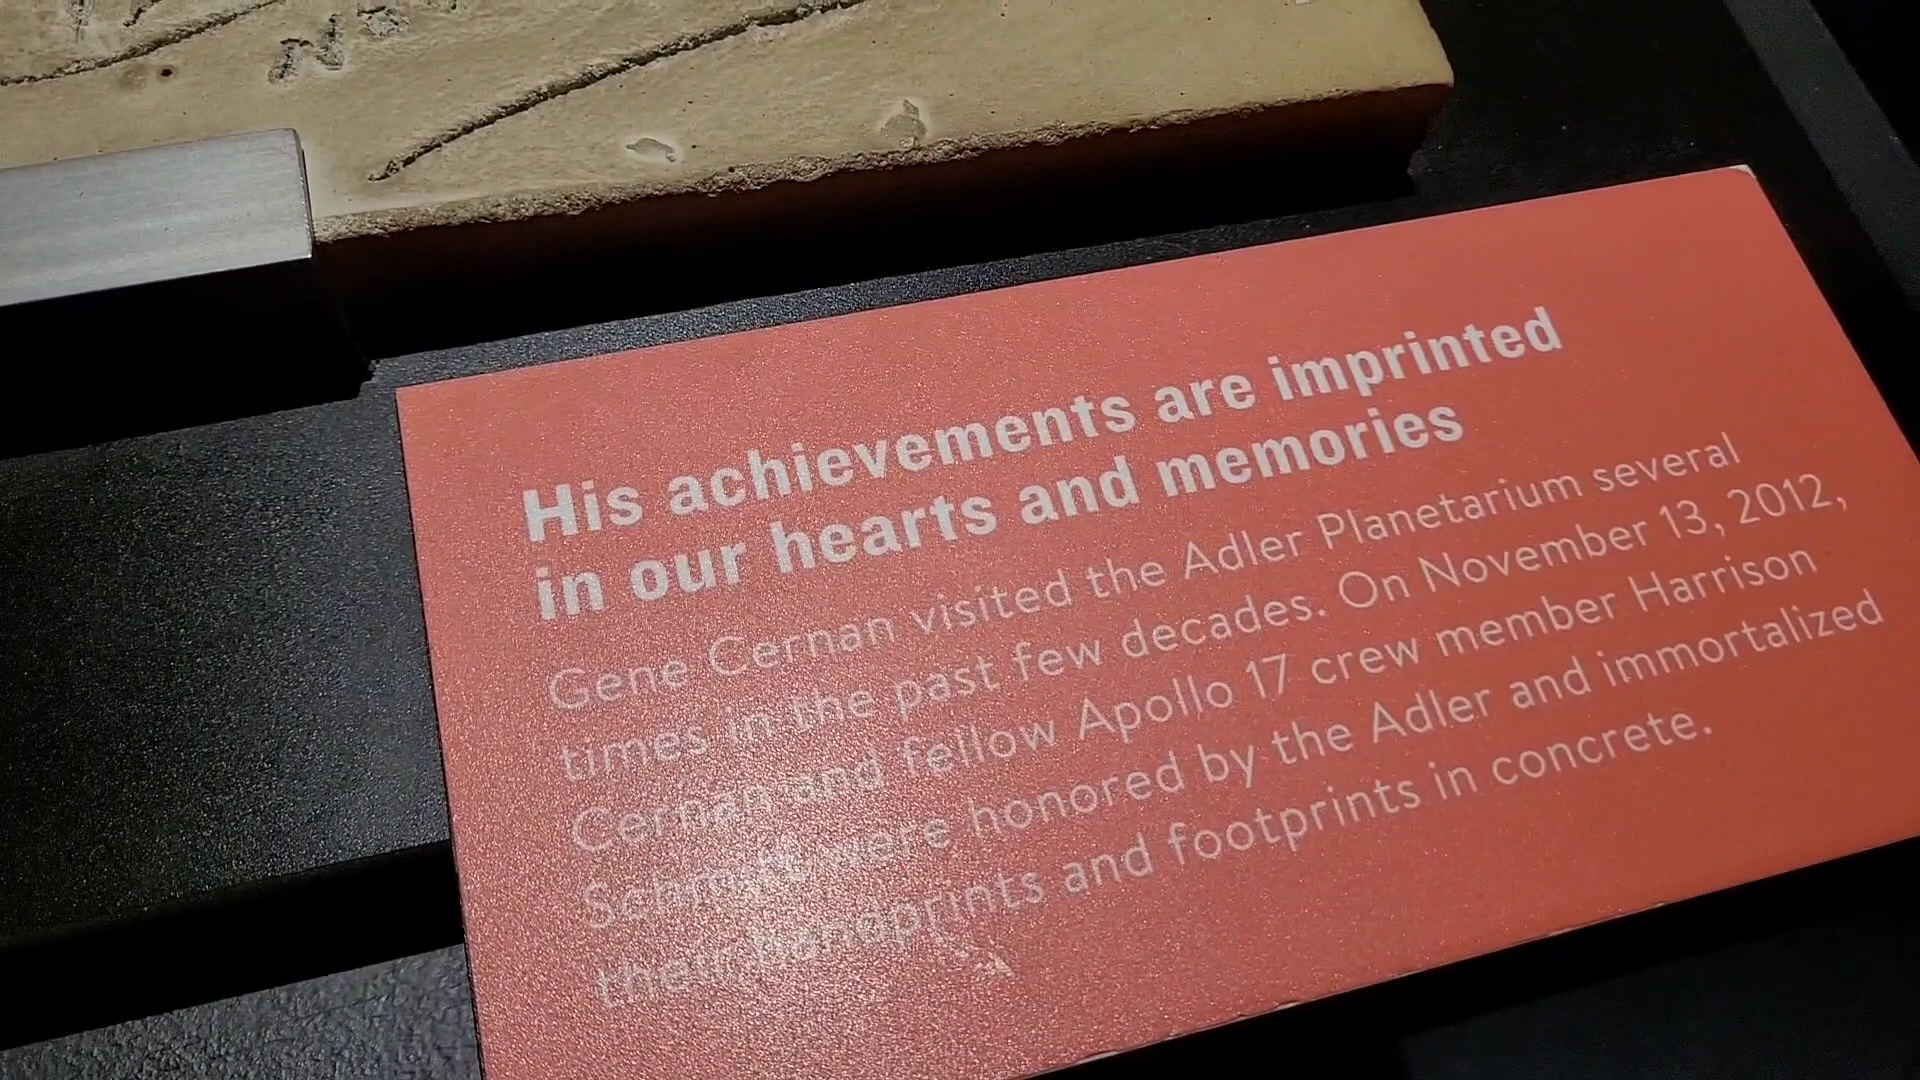 His achievements are imprinted
in our hearts and memories
Gene Cernan visited the Adler Planetarium several
times in the past few decades. On November 13, 2012,
Cernan and fellow Apollo 17 crew member Harrison
Schmitt were honored by the Adler and immortalized
their handprints and footprints in concrete.